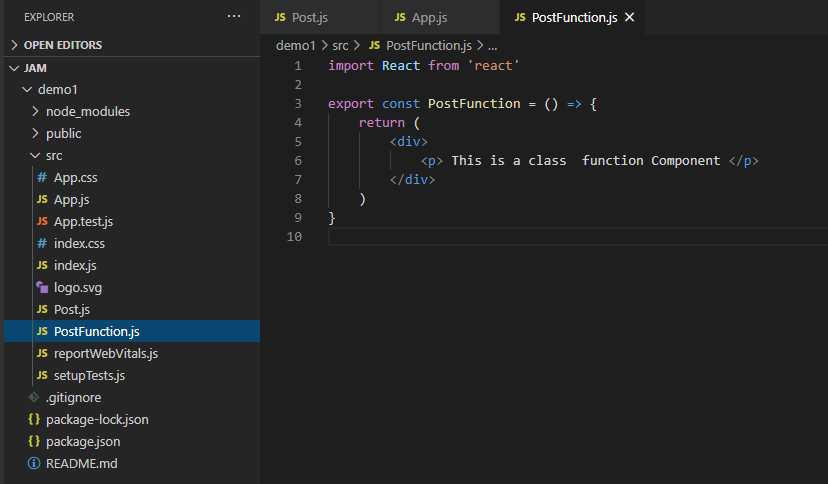 EXPLORER ...
OPEN EDITORS
JAM
demo1
node_modules
public
src
# App.css
JS App.js
JS App.test.js
# index.css
JS index.js
logo.svg
JS Post.js
JS PostFunction.js
JS reportWebVitals.js
JS setupTests.js
.gitignore
{} package-lock.json
{} package.json
README.md
JS Post.js JS App.js JS PostFunction.js ×
demo1 > src > JS PostFunction.js > ...
1 import React from 'react'
2
3 export const PostFunction = () => {
4 return (
5 <div>
6 <p> This is a class  function Component </p>
7 </div>
8 )
9 }
10